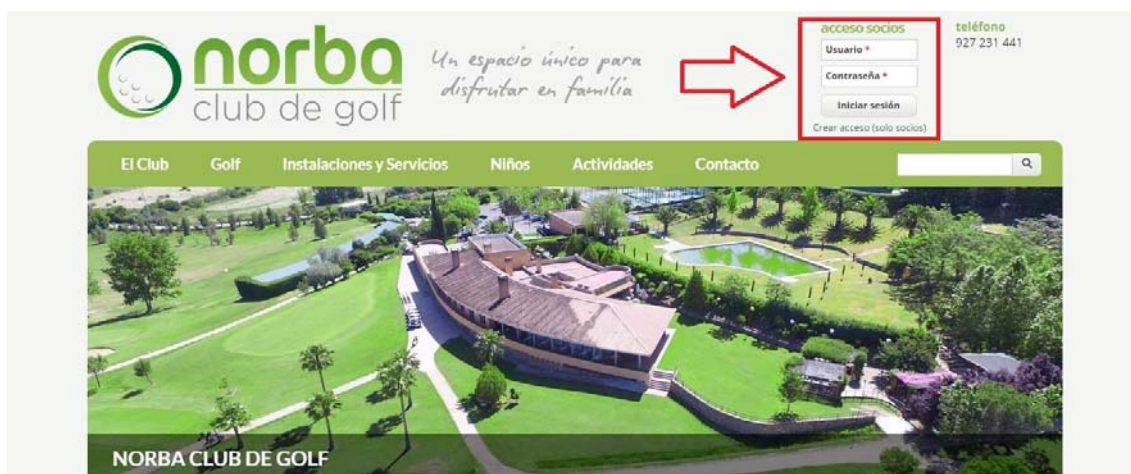 norba
club de golf
Un espacio único para
disfrutar en familia
acceso socios
Usuario *
Contraseña *
Iniciar sesión
Crear acceso (solo socios)
teléfono
927 231 441
El Club Golf Instalaciones y Servicios Niños Actividades Contacto
NORBA CLUB DE GOLF